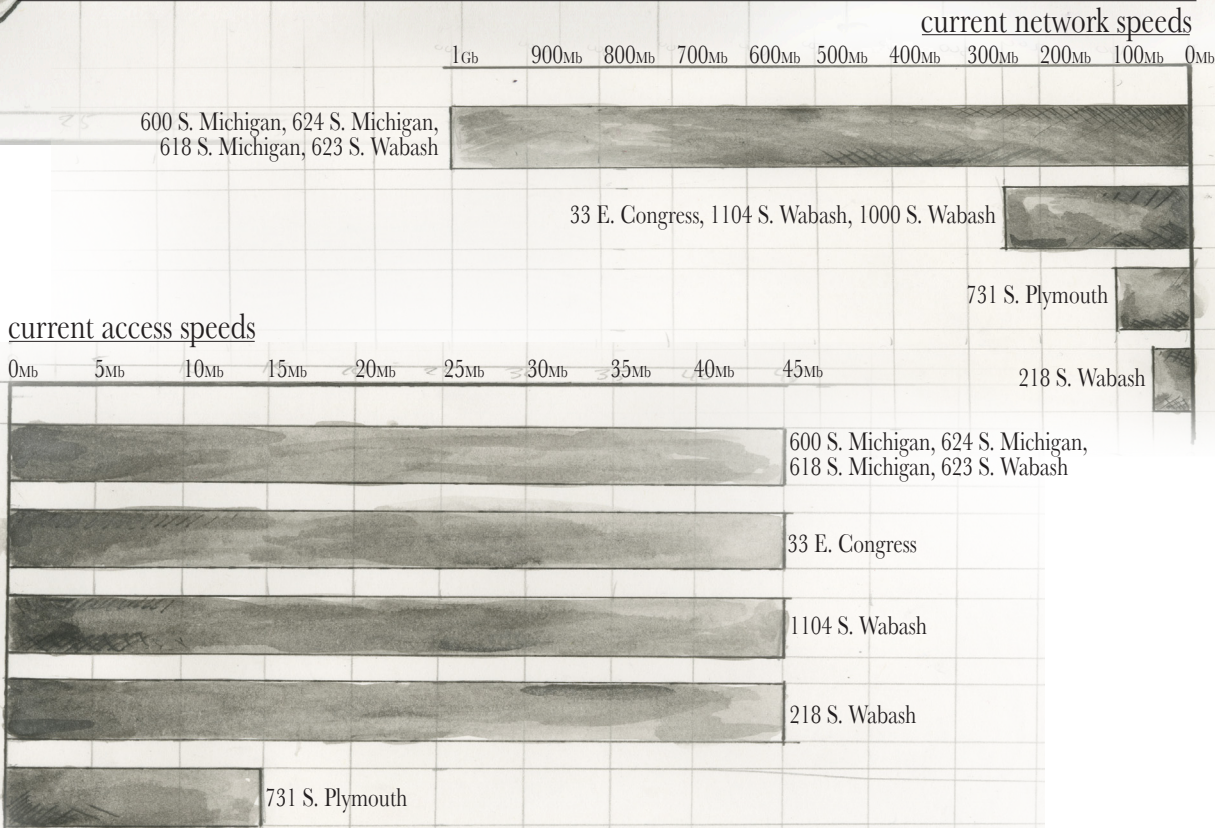 current network speeds
1Gb 900Mb 800Mb 700Mb 600Mb 500Mb 400Mb 300Mb 200Mb 100Mb 0Mb
600 S. Michigan, 624 S. Michigan,
618 S. Michigan, 623 S. Wabash
33 E. Congress, 1104 S. Wabash, 1000 S. Wabash
731 S. Plymouth
218 S. Wabash
current access speeds
0Mb 5Mb 10Mb 15Mb 20Mb 25Mb 30Mb 35Mb 40Mb 45Mb
600 S. Michigan, 624 S. Michigan,
618 S. Michigan, 623 S. Wabash
33 E. Congress
1104 S. Wabash
218 S. Wabash
731 S. Plymouth